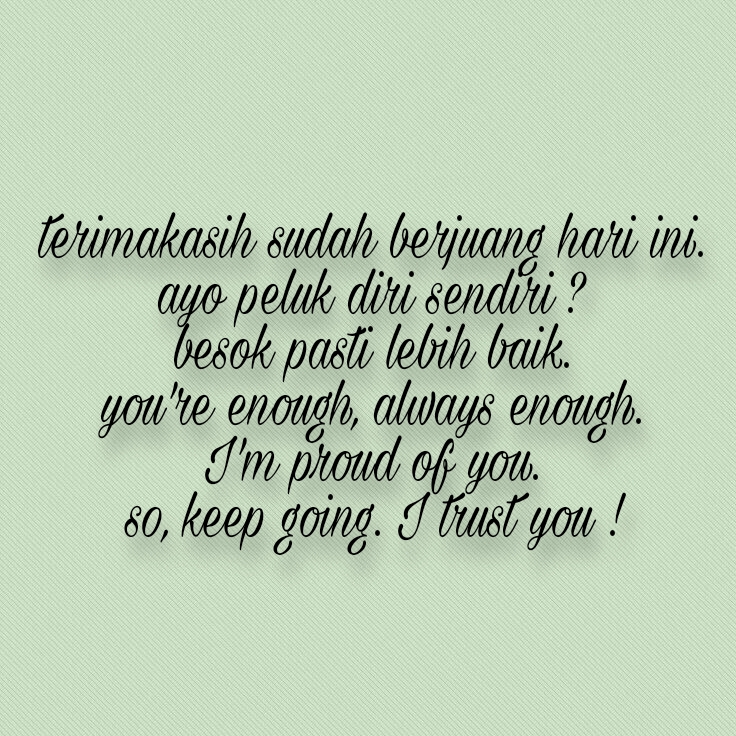 terimakasih sudah berjuang hari ini.
ayo peluk diri sendiri ?
besok pasti lebih baik.
you're enough, always enough.
I'm proud of you.
so, keep going. I trust you !